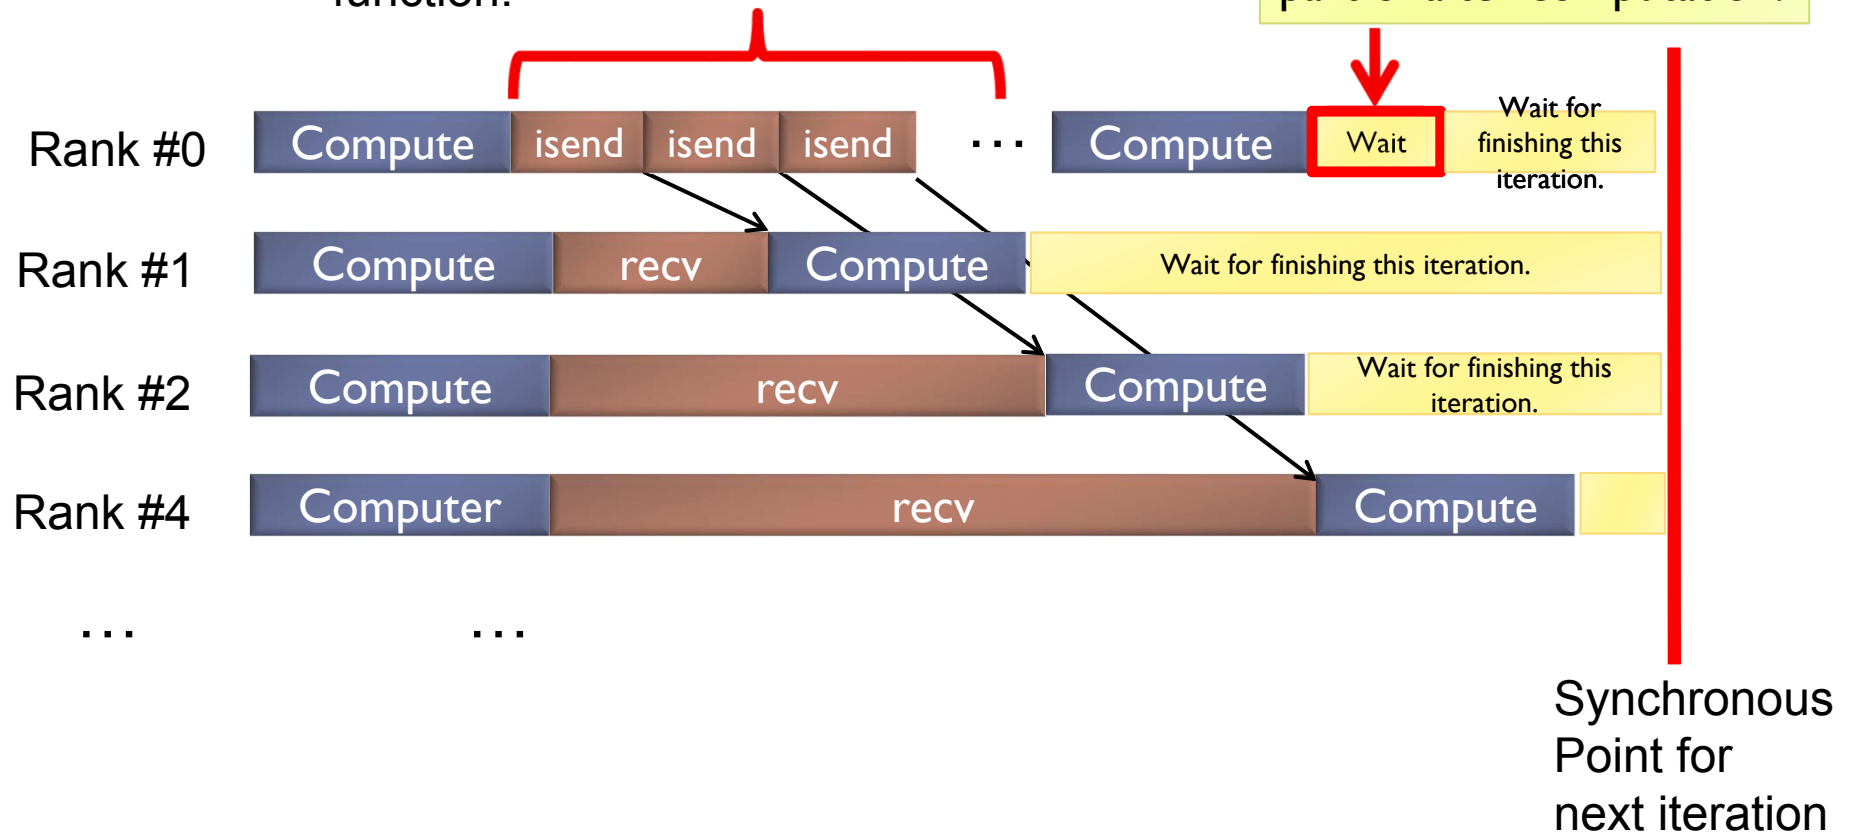 function.
Rank #0
Compute
isend
isend
isend
...
Compute
Wait
Wait for
finishing this
iteration.
Rank #1
Compute
recv
Compute
Wait for finishing this iteration.
Rank #2
Compute
recv
Compute
Wait for finishing this
iteration.
Rank #4
Computer
recv
Compute
...
...
Synchronous
Point for
next iteration